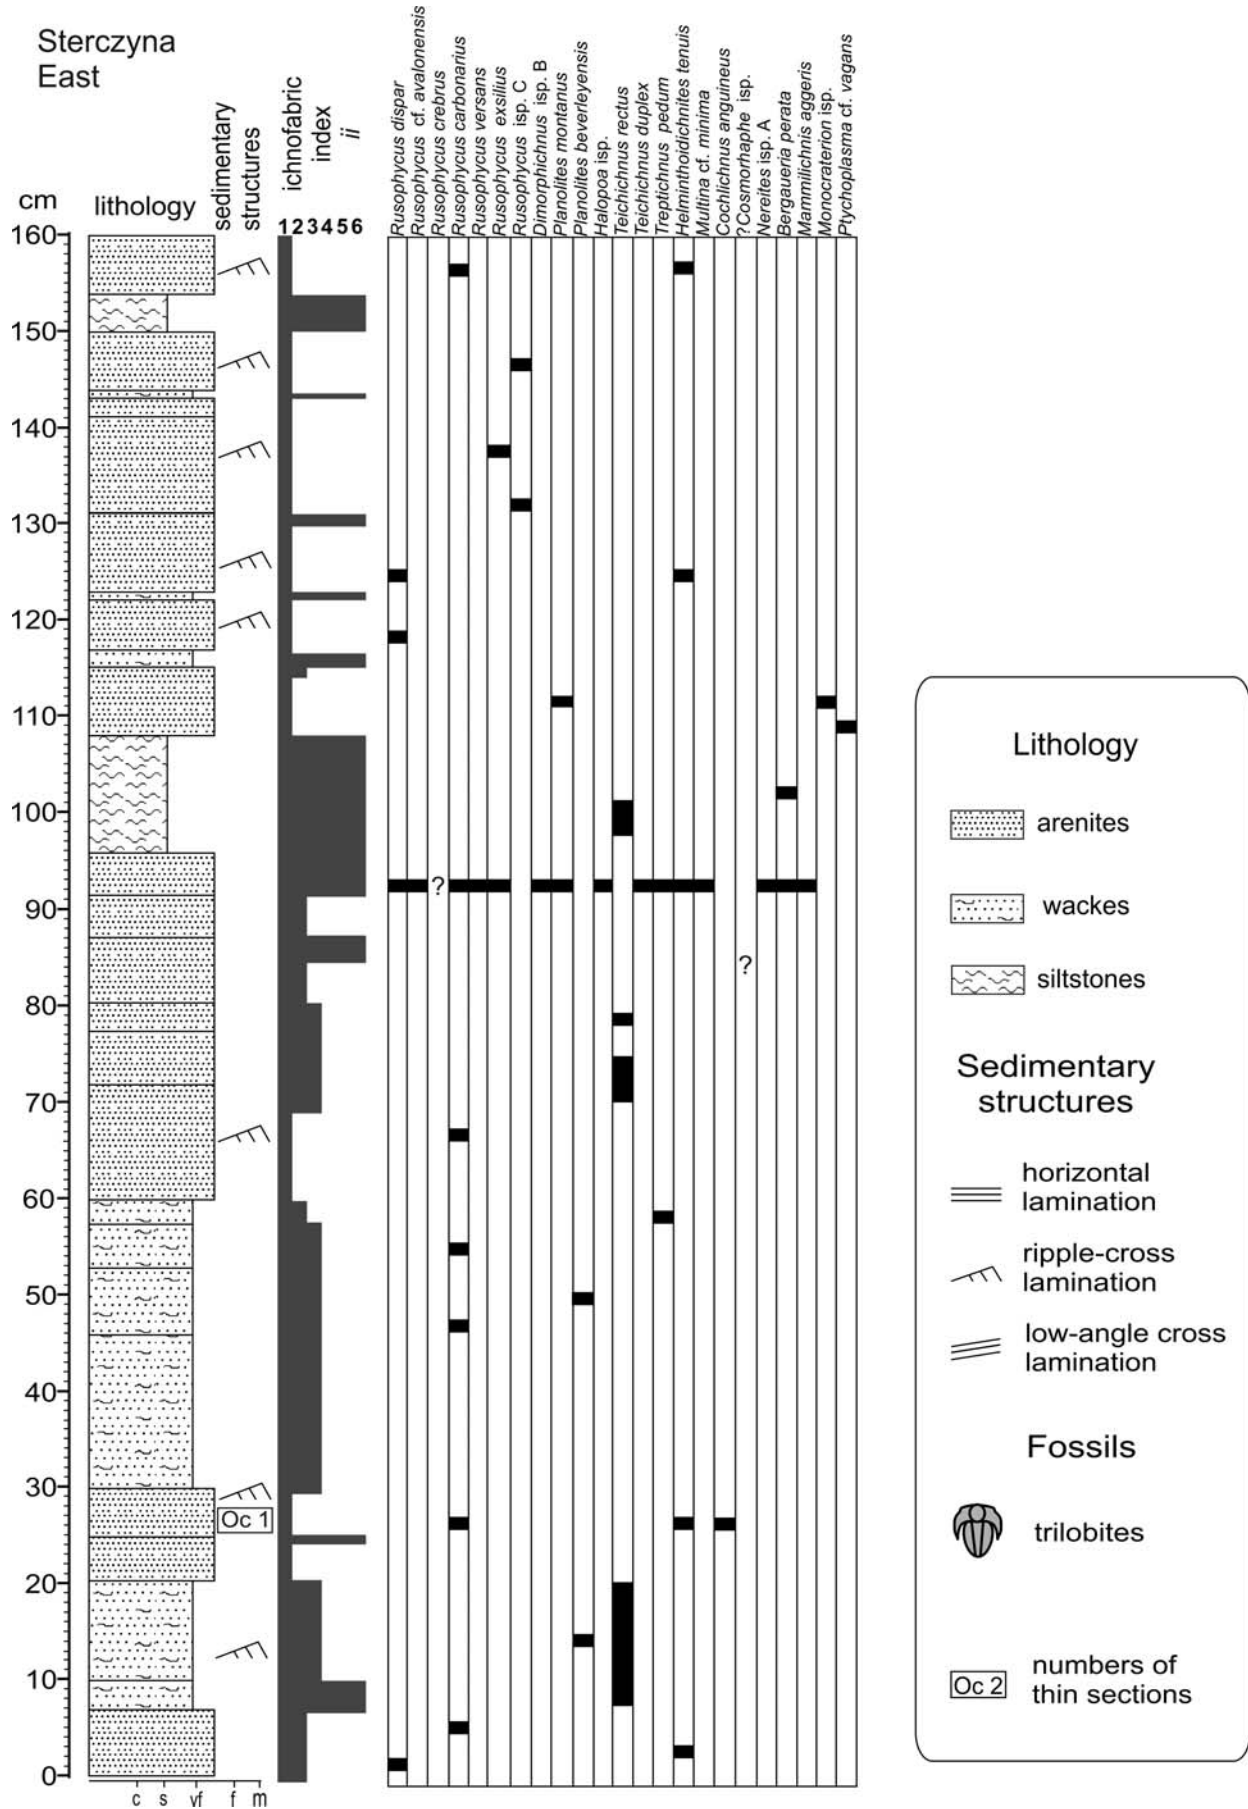 Sterczyna
East
cm
lithology
sedimentary
structures
ichnofabric
index
ii
1 2 3 4 5 6
Rusophycus dispar
Rusophycus cf. avalonensis
Rusophycus crebrus
Rusophycus carbonarius
Rusophycus versans
Rusophycus exsilius
Rusophycus isp. C
Dimorphichnus isp. B
Planolites montanus
Planolites beverleyensis
Halopoa isp.
Teichichnus rectus
Teichichnus duplex
Treptichnus pedum
Helminthoidichnites tenuis
Multina cf. minima
Cochlichnus anguineus
?Cosmorhaphe isp.
Nereites isp. A
Bergaueria perata
Mammilichnis aggeris
Monocraterion isp.
Ptychoplasma cf. vagans
160
150
140
130
120
110
100
90
80
70
60
50
40
30
20
10
0
?
?
Oc 1
c s vf f m
Lithology
arenites
wackes
siltstones
Sedimentary
structures
horizontal
lamination
ripple-cross
lamination
low-angle cross
lamination
Fossils
trilobites
Oc 2
numbers of
thin sections